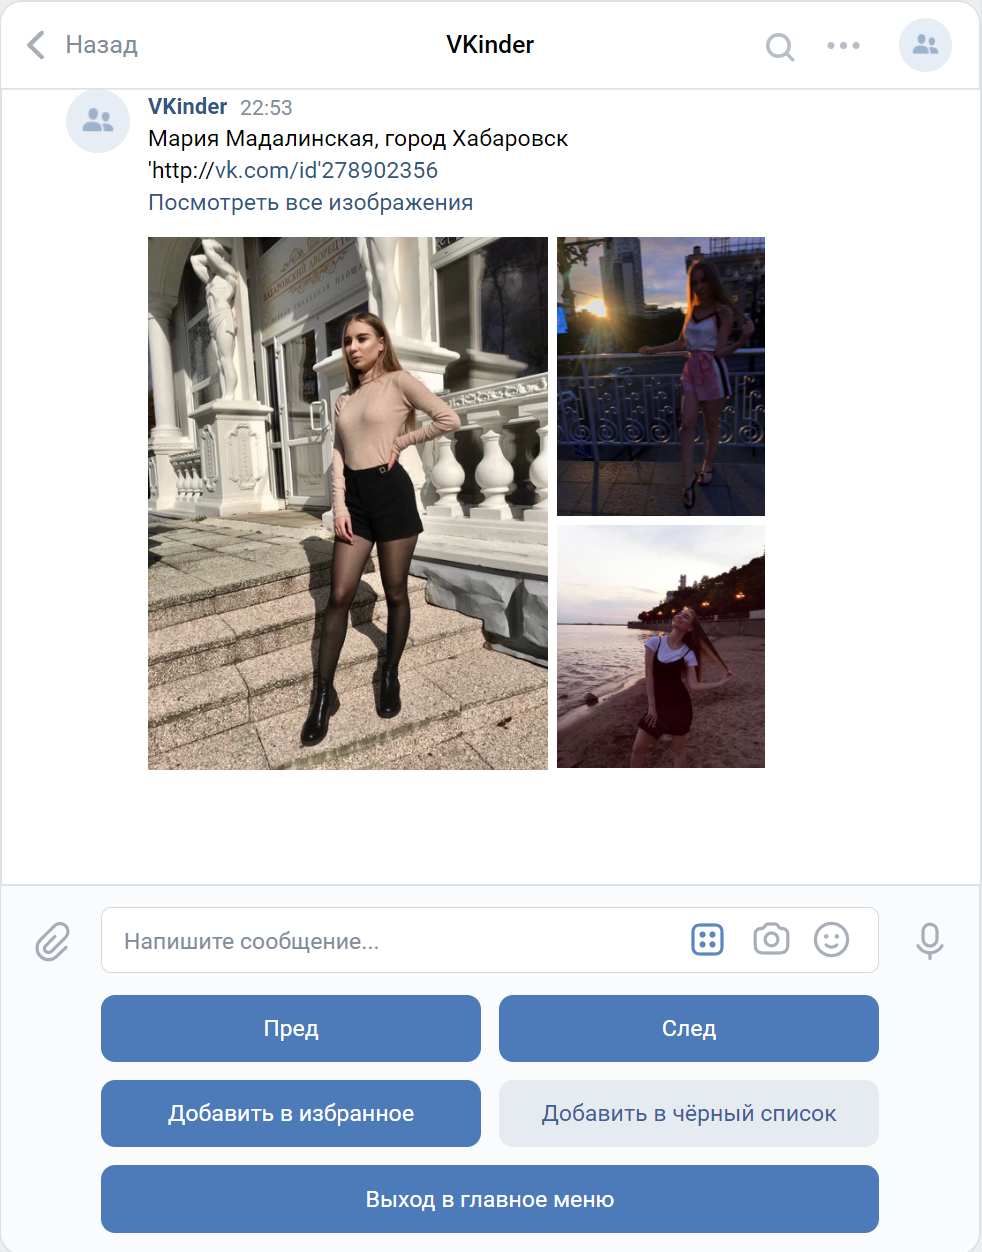 Назад
VKinder
VKinder 22:53
Мария Мадалинская, город Хабаровск
'http://vk.com/id'278902356
Посмотреть все изображения
Напишите сообщение...
Пред
След
Добавить в избранное
Добавить в чёрный список
Выход в главное меню